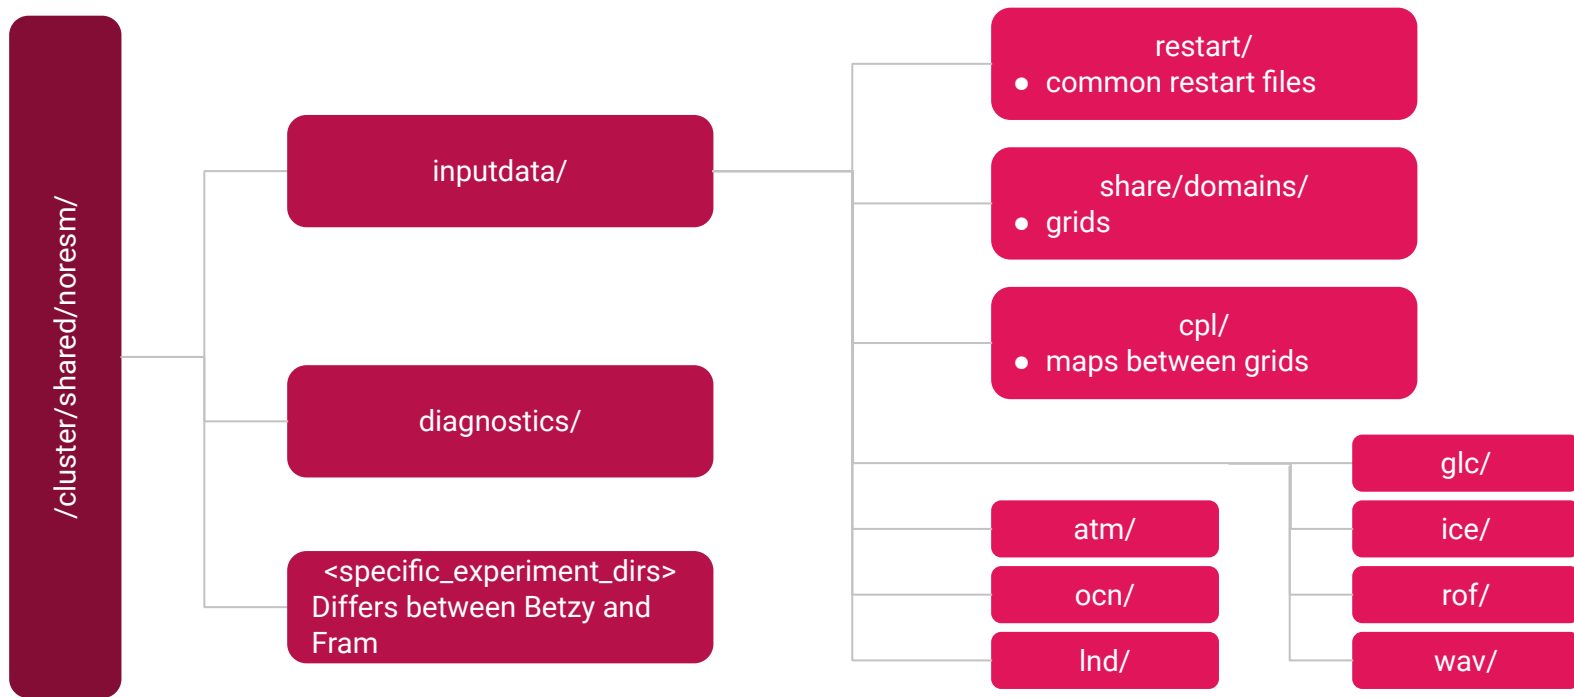 /cluster/shared/noresm/
inputdata/
diagnostics/
<specific_experiment_dirs>
Differs between Betzy and
Fram
restart/
● common restart files
share/domains/
● grids
cpl/
● maps between grids
atm/
ocn/
lnd/
glc/
ice/
rof/
wav/